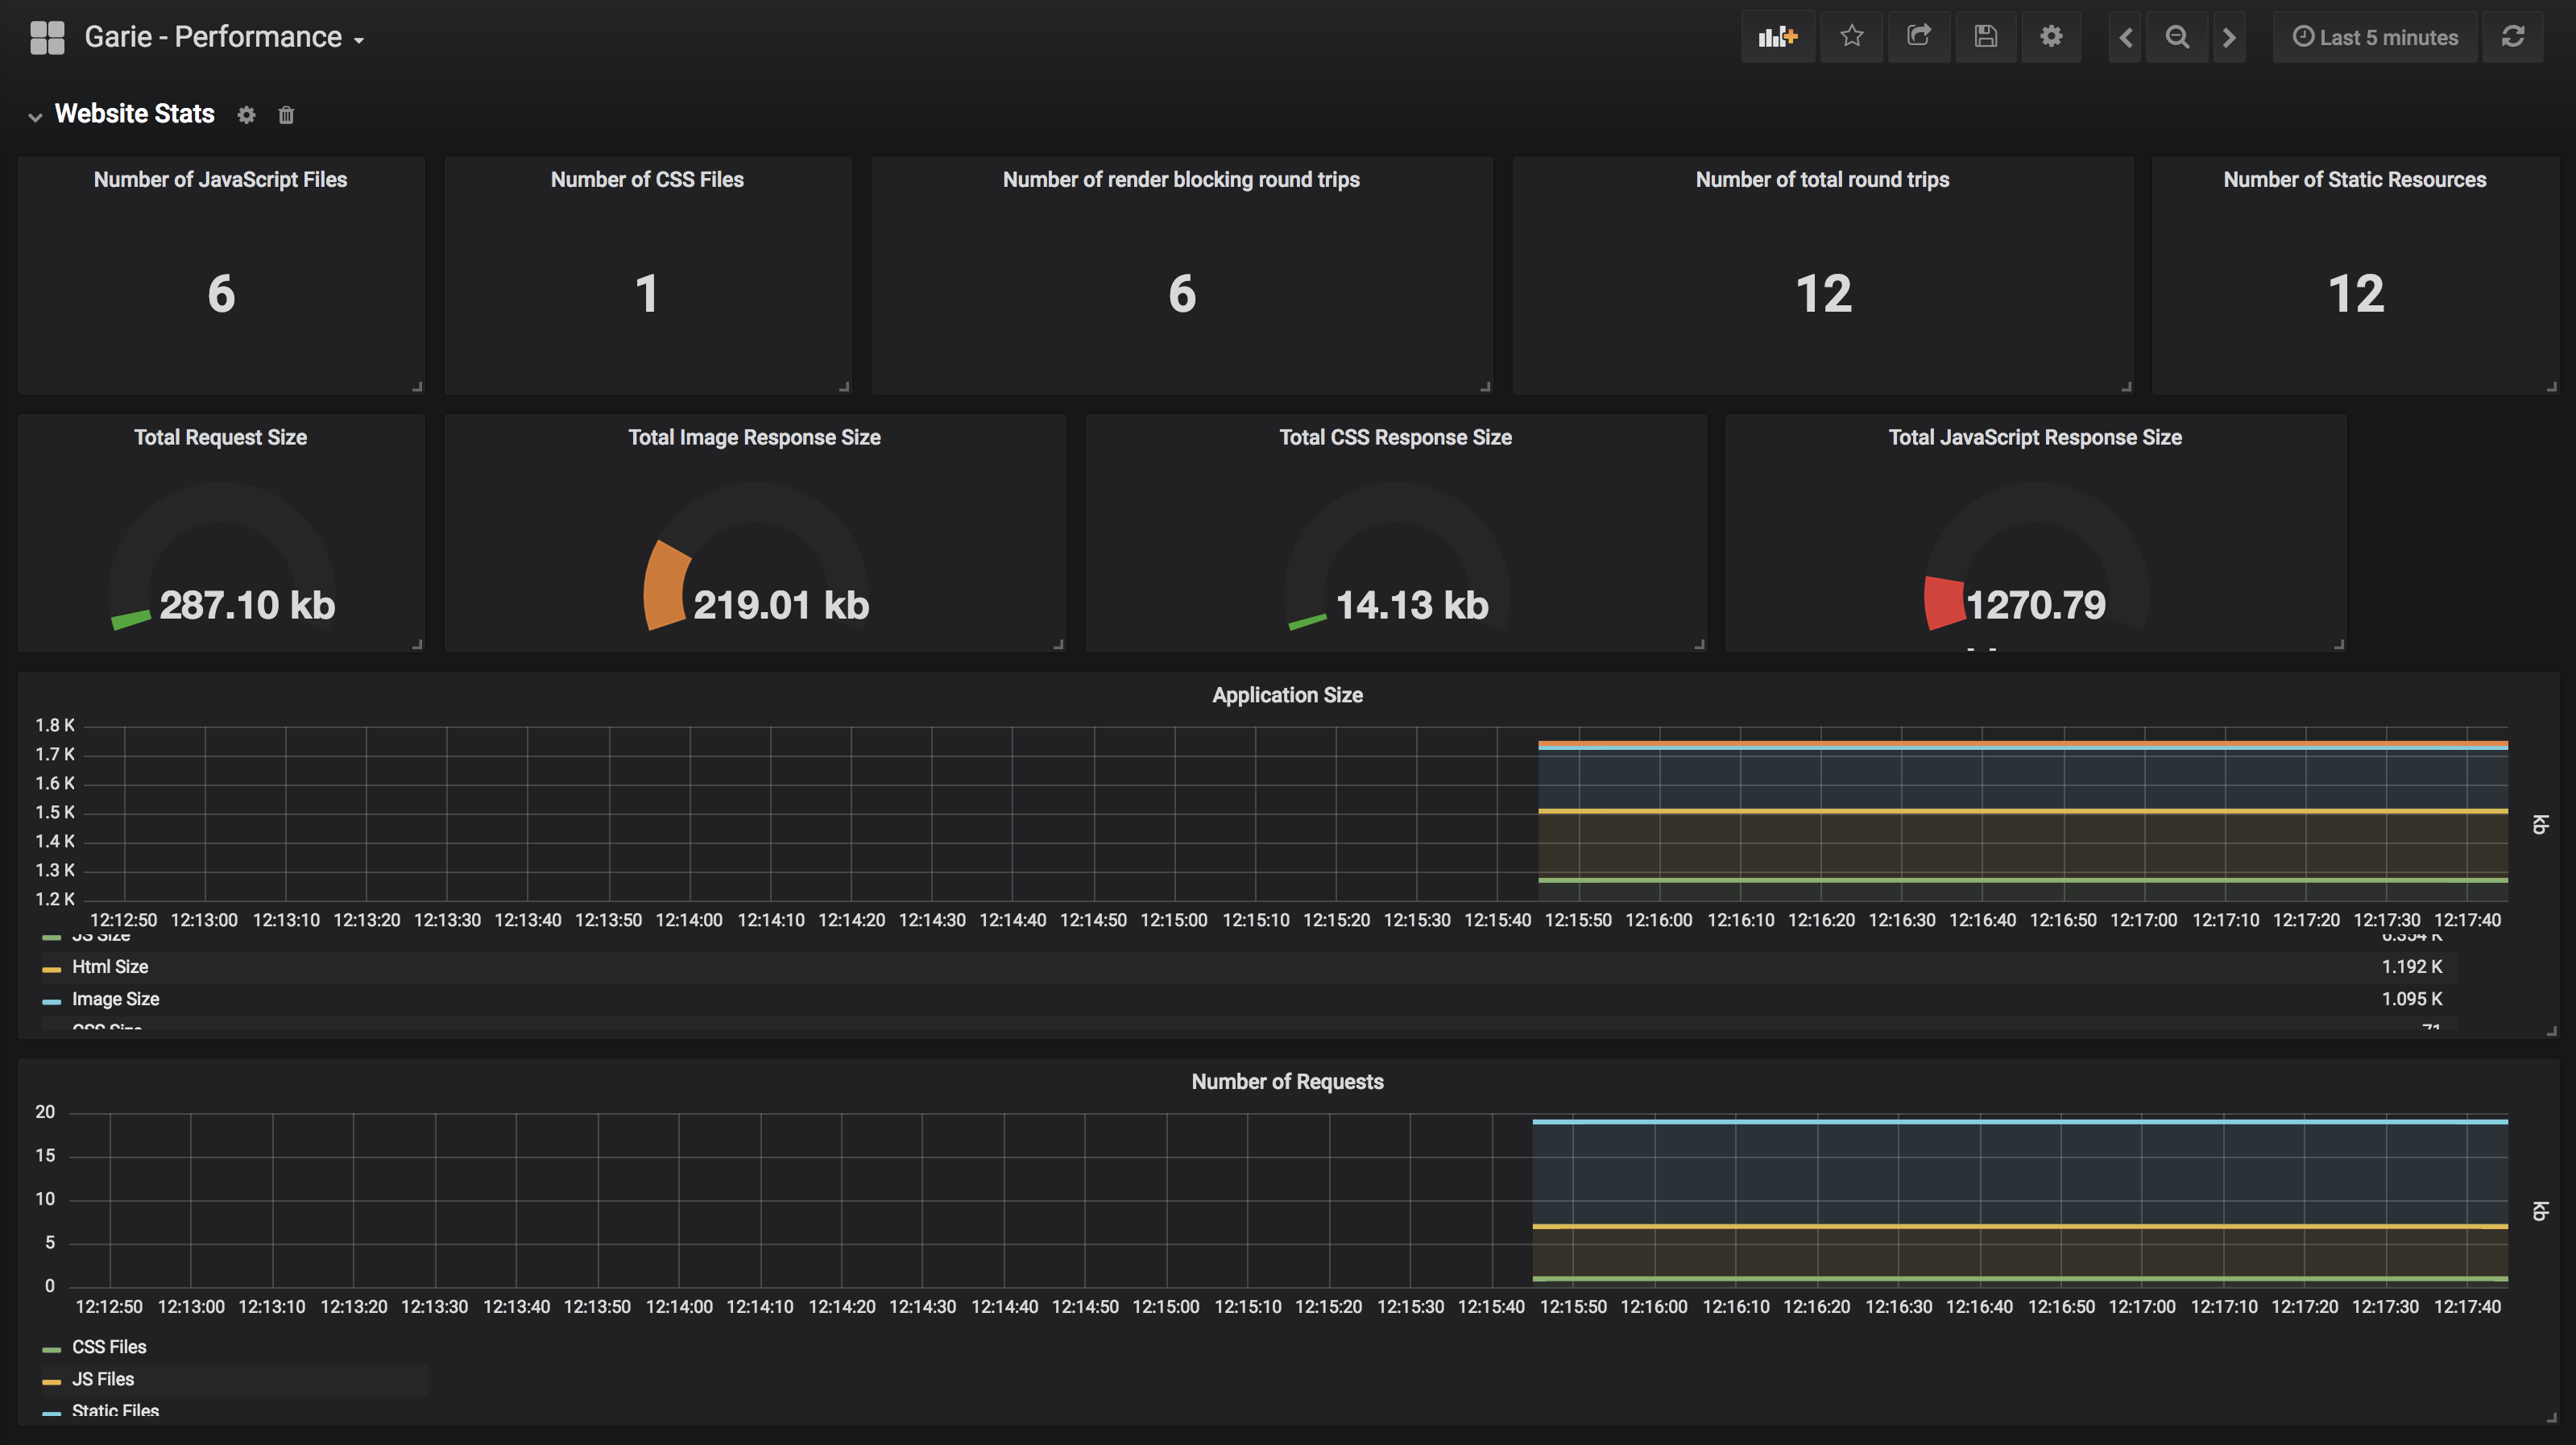 Garie - Performance
Last 5 minutes
Website Stats
Number of JavaScript Files
Number of CSS Files
Number of render blocking round trips
Number of total round trips
Number of Static Resources
6
1
6
12
12
Total Request Size
Total Image Response Size
Total CSS Response Size
Total JavaScript Response Size
287.10 kb
219.01 kb
14.13 kb
1270.79
Application Size
1.8 K
1.7 K
1.6 K
1.5 K
1.4 K
1.3 K
1.2 K
kb
12:12:50 12:13:00 12:13:10 12:13:20 12:13:30 12:13:40 12:13:50 12:14:00 12:14:10 12:14:20 12:14:30 12:14:40 12:14:50 12:15:00 12:15:10 12:15:20 12:15:30 12:15:40 12:15:50 12:16:00 12:16:10 12:16:20 12:16:30 12:16:40 12:16:50 12:17:00 12:17:10 12:17:20 12:17:30 12:17:40
JS Size 6.354 K
Html Size 1.192 K
Image Size 1.095 K
CSS Size 71
Number of Requests
20
15
10
5
0
kb
12:12:50 12:13:00 12:13:10 12:13:20 12:13:30 12:13:40 12:13:50 12:14:00 12:14:10 12:14:20 12:14:30 12:14:40 12:14:50 12:15:00 12:15:10 12:15:20 12:15:30 12:15:40 12:15:50 12:16:00 12:16:10 12:16:20 12:16:30 12:16:40 12:16:50 12:17:00 12:17:10 12:17:20 12:17:30 12:17:40
CSS Files
JS Files
Static Files